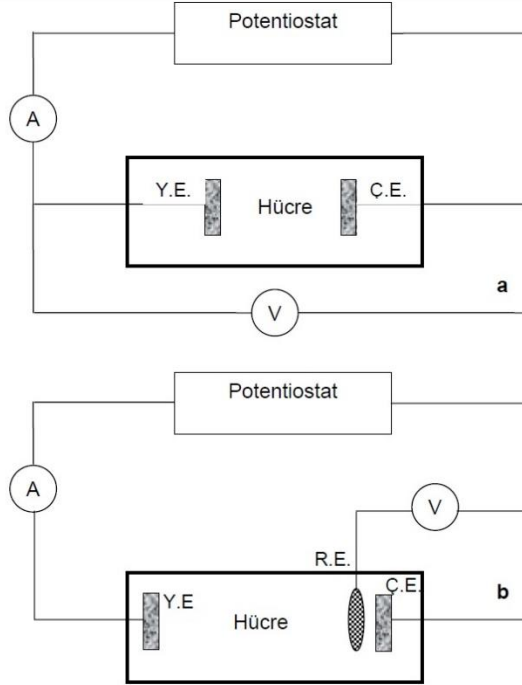 Potentiostat
A
Y.E.
Hücre
Ç.E.
a
V
Potentiostat
A
V
R.E.
Y.E
Hücre
Ç.E.
b